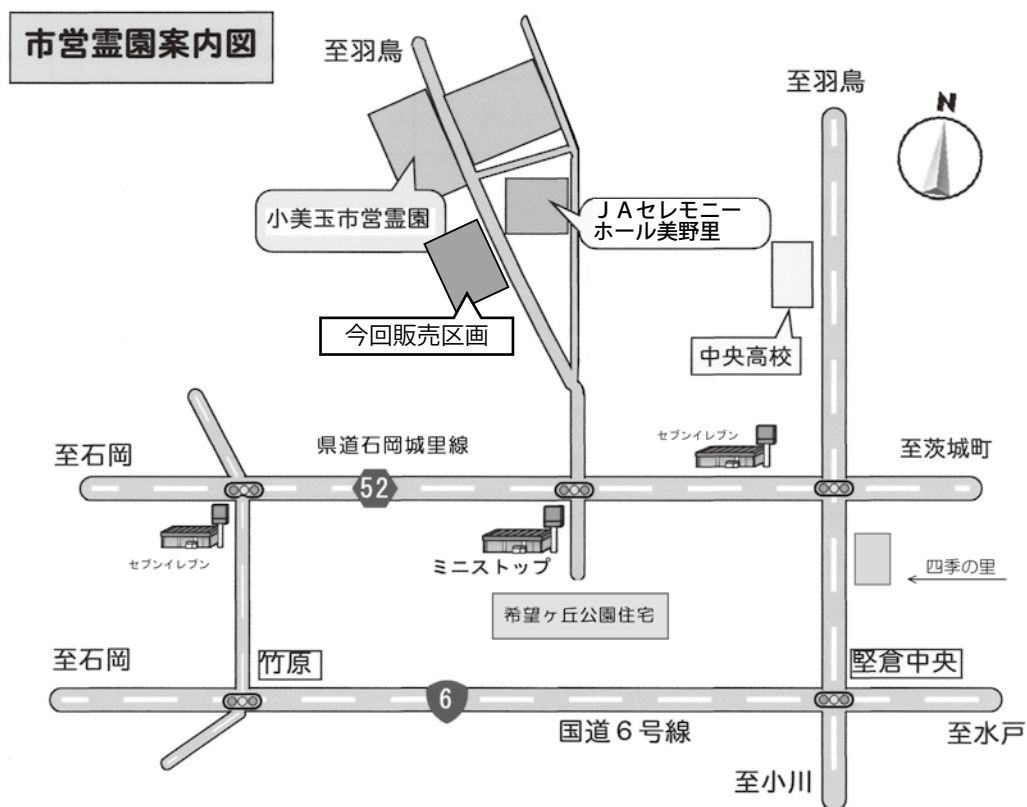 市営霊園案内図
至羽鳥
至羽鳥
N
小美玉市営霊園
ＪＡセレモニー
ホール美野里
今回販売区画
中央高校
セブンイレブン
県道石岡城里線
至石岡
至茨城町
52
セブンイレブン
ミニストップ
四季の里
希望ヶ丘公園住宅
至石岡
竹原
堅倉中央
6
国道６号線
至水戸
至小川